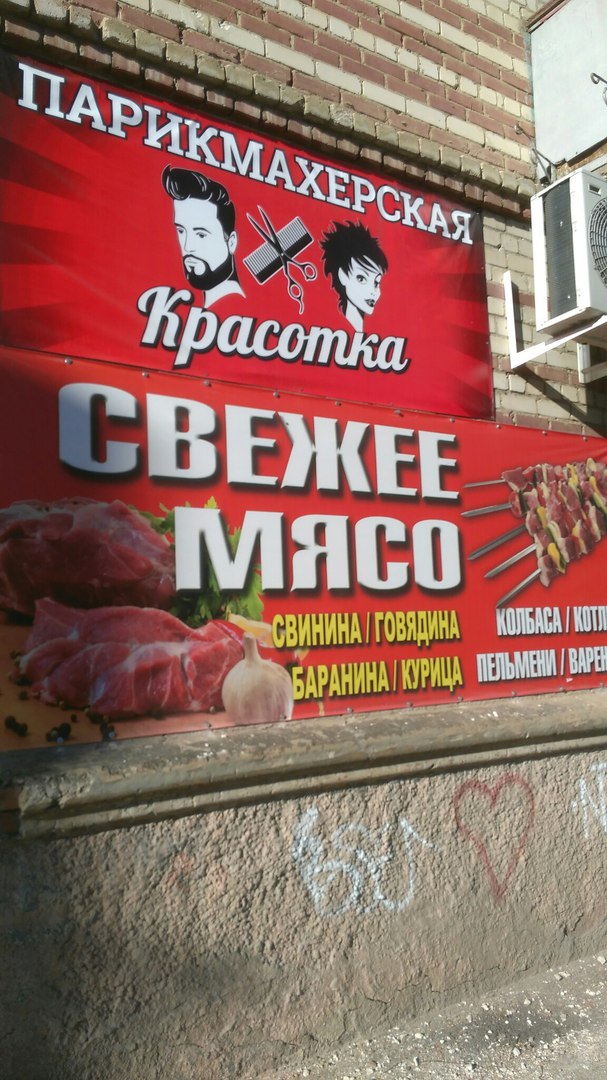 ПАРИКМАХЕРСКАЯ
Красотка
СВЕЖЕЕ
МЯСО
СВИНИНА / ГОВЯДИНА
БАРАНИНА / КУРИЦА
КОЛБАСА / КОТЛ
ПЕЛЬМЕНИ / ВАРЕН